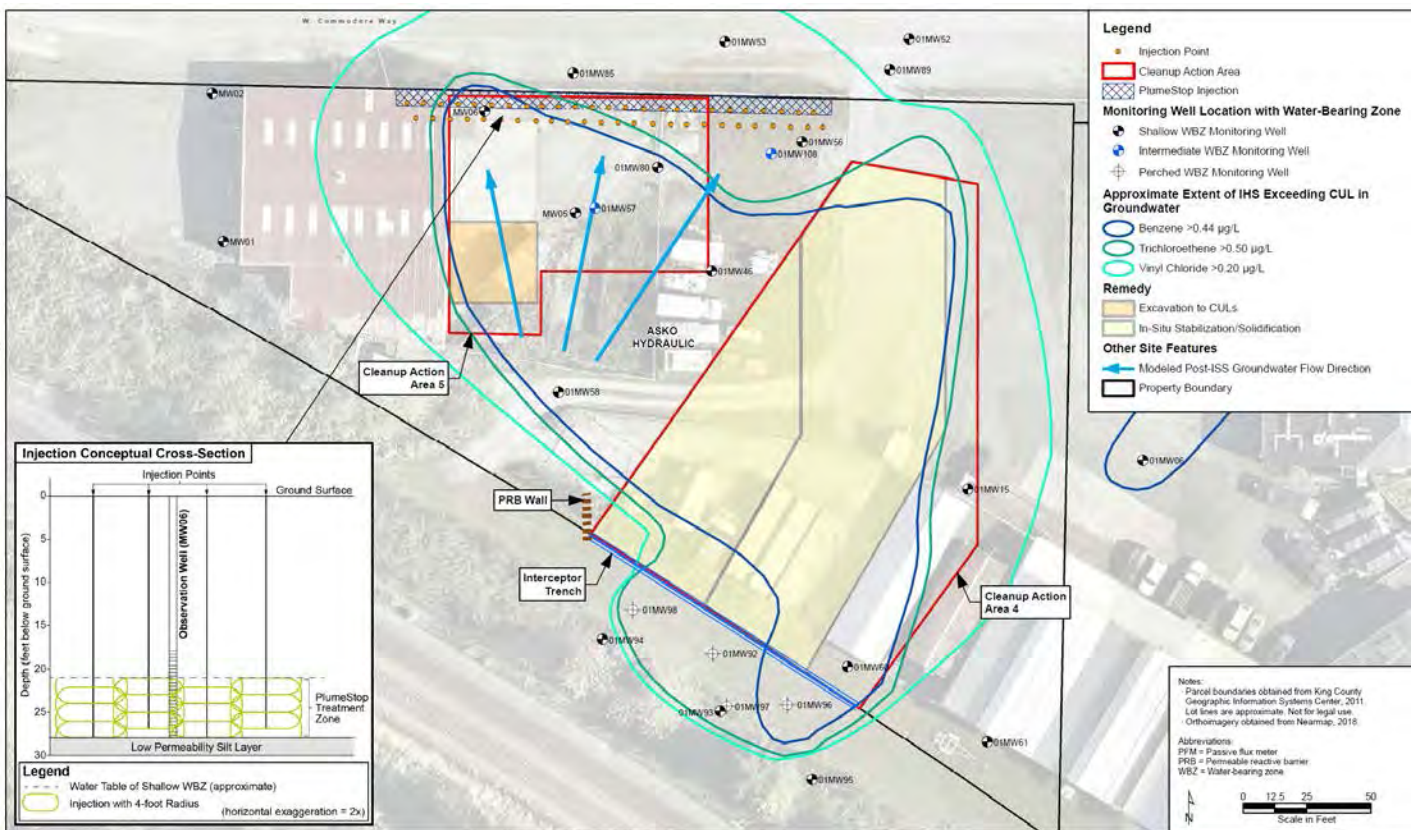 W. Commodore Way
01MW53
01MW52
01MW89
01MW85
MW02
MW06
01MW56
01MW108
01MW80
MW05
01MW57
MW01
01MW46
ASKO
HYDRAULIC
Cleanup Action
Area 5
01MW58
01MW06
01MW15
PRB Wall
Interceptor
Trench
Cleanup Action
Area 4
01MW98
01MW94
01MW92
01MW93
01MW97
01MW96
01MW61
01MW95
Legend
Injection Point
Cleanup Action Area
PlumeStop Injection
Monitoring Well Location with Water-Bearing Zone
Shallow WBZ Monitoring Well
Intermediate WBZ Monitoring Well
Perched WBZ Monitoring Well
Approximate Extent of IHS Exceeding CUL in
Groundwater
Benzene >0.44 µg/L
Trichloroethene >0.50 µg/L
Vinyl Chloride >0.20 µg/L
Remedy
Excavation to CULs
In-Situ Stabilization/Solidification
Other Site Features
Modeled Post-ISS Groundwater Flow Direction
Property Boundary
Injection Conceptual Cross-Section
Injection Points
Ground Surface
0
5
10
15
20
25
30
Depth (feet below ground surface)
Observation Well (MW06)
PlumeStop
Treatment
Zone
Low Permeability Silt Layer
Legend
Water Table of Shallow WBZ (approximate)
Injection with 4-foot Radius
(horizontal exaggeration = 2x)
Notes:
- Parcel boundaries obtained from King County
Geographic Information Systems Center, 2011.
Lot lines are approximate. Not for legal use.
- Orthoimagery obtained from Nearmap, 2018.
Abbreviations:
PFM = Passive flux meter
PRB = Permeable reactive barrier
WBZ = Water-bearing zone
N
0 12.5 25 50
Scale in Feet